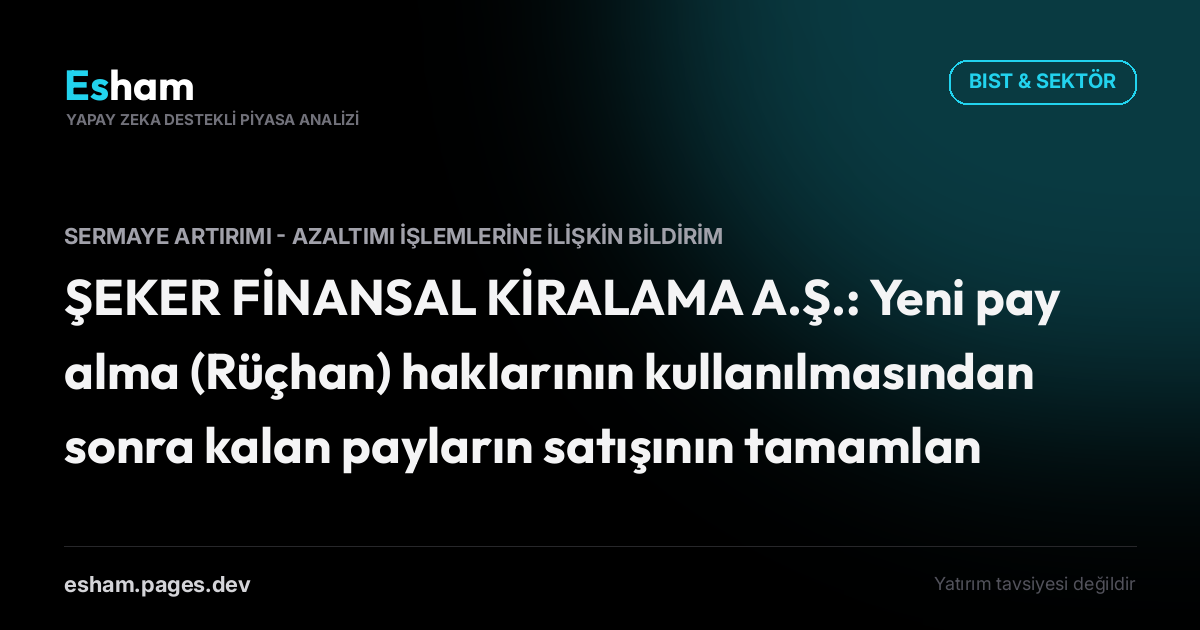 Esham
BIST & SEKTÖR
YAPAY ZEKA DESTEKLİ PİYASA ANALİZİ
SERMAYE ARTIRIMI - AZALTIMI İŞLEMLERİNE İLİŞKİN BİLDİRİM
ŞEKER FİNANSAL KİRALAMA A.Ş.: Yeni pay
alma (Rüçhan) haklarının kullanılmasından
sonra kalan payların satışının tamamlan
esham.pages.dev
Yatırım tavsiyesi değildir